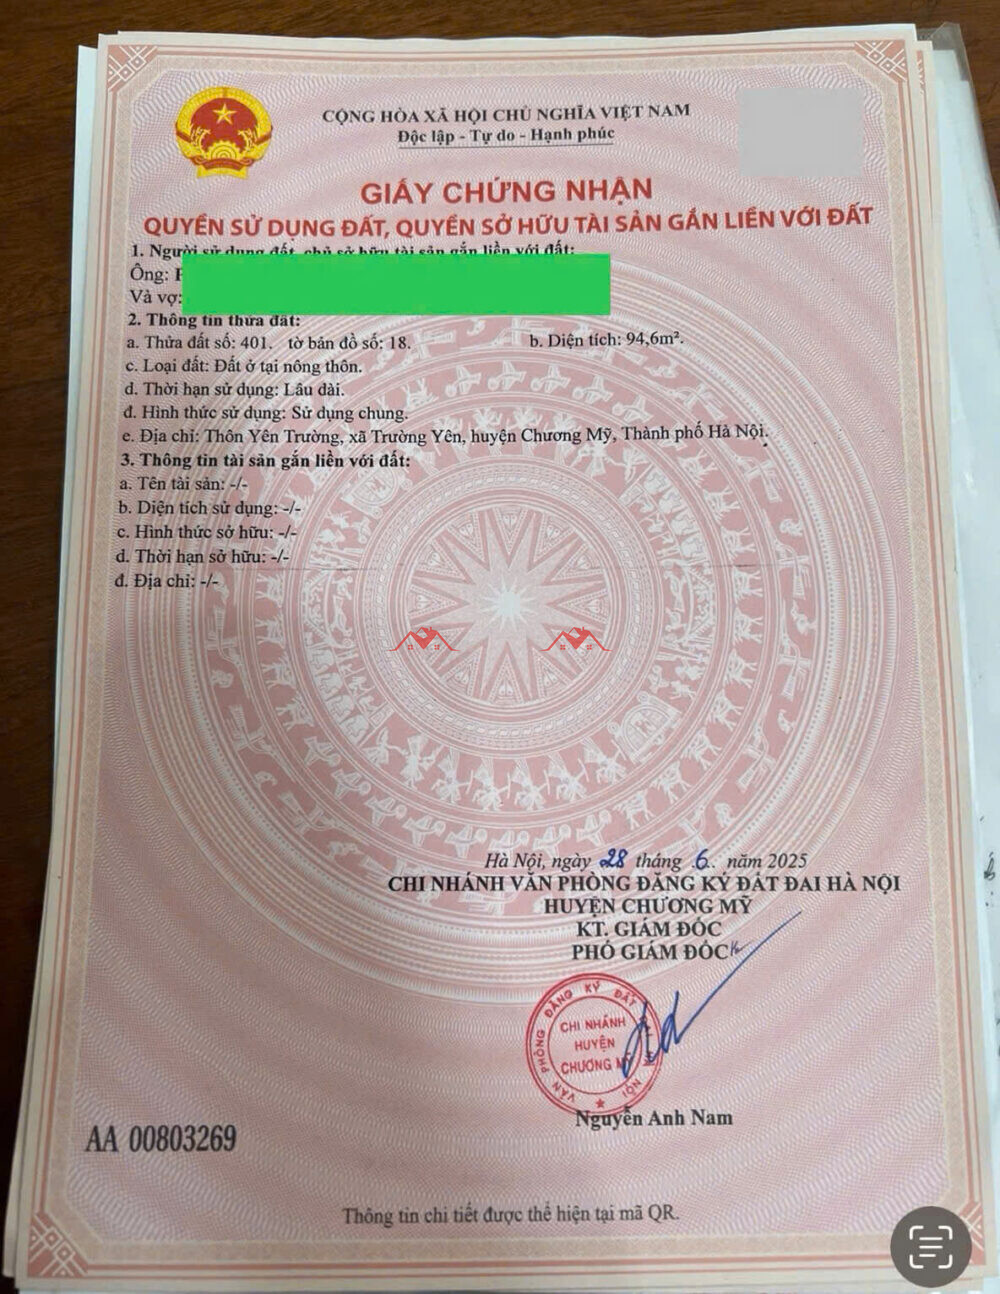 CỘNG HÒA XÃ HỘI CHỦ NGHĨA VIỆT NAM
Độc lập - Tự do - Hạnh phúc
GIẤY CHỨNG NHẬN
QUYỀN SỬ DỤNG ĐẤT, QUYỀN SỞ HỮU TÀI SẢN GẮN LIỀN VỚI ĐẤT
1. Người sử dụng đất, chủ sở hữu tài sản gắn liền với đất:
Ông:
Và vợ:
2. Thông tin thửa đất:
a. Thửa đất số: 401. tờ bản đồ số: 18. b. Diện tích: 94,6m².
c. Loại đất: Đất ở tại nông thôn.
d. Thời hạn sử dụng: Lâu dài.
đ. Hình thức sử dụng: Sử dụng chung.
e. Địa chỉ: Thôn Yên Trường, xã Trường Yên, huyện Chương Mỹ, Thành phố Hà Nội.
3. Thông tin tài sản gắn liền với đất:
a. Tên tài sản: -/-
b. Diện tích sử dụng: -/-
c. Hình thức sở hữu: -/-
d. Thời hạn sở hữu: -/-
đ. Địa chỉ: -/-
Hà Nội, ngày 28 tháng 6. năm 2025
CHI NHÁNH VĂN PHÒNG ĐĂNG KÝ ĐẤT ĐAI HÀ NỘI
HUYỆN CHƯƠNG MỸ
KT. GIÁM ĐỐC
PHÓ GIÁM ĐỐC
VĂN PHÒNG ĐĂNG KÝ ĐẤT
NỘI
CHI NHÁNH
HUYỆN
CHƯƠNG MỸ
Nguyễn Anh Nam
AA 00803269
Thông tin chi tiết được thể hiện tại mã QR.